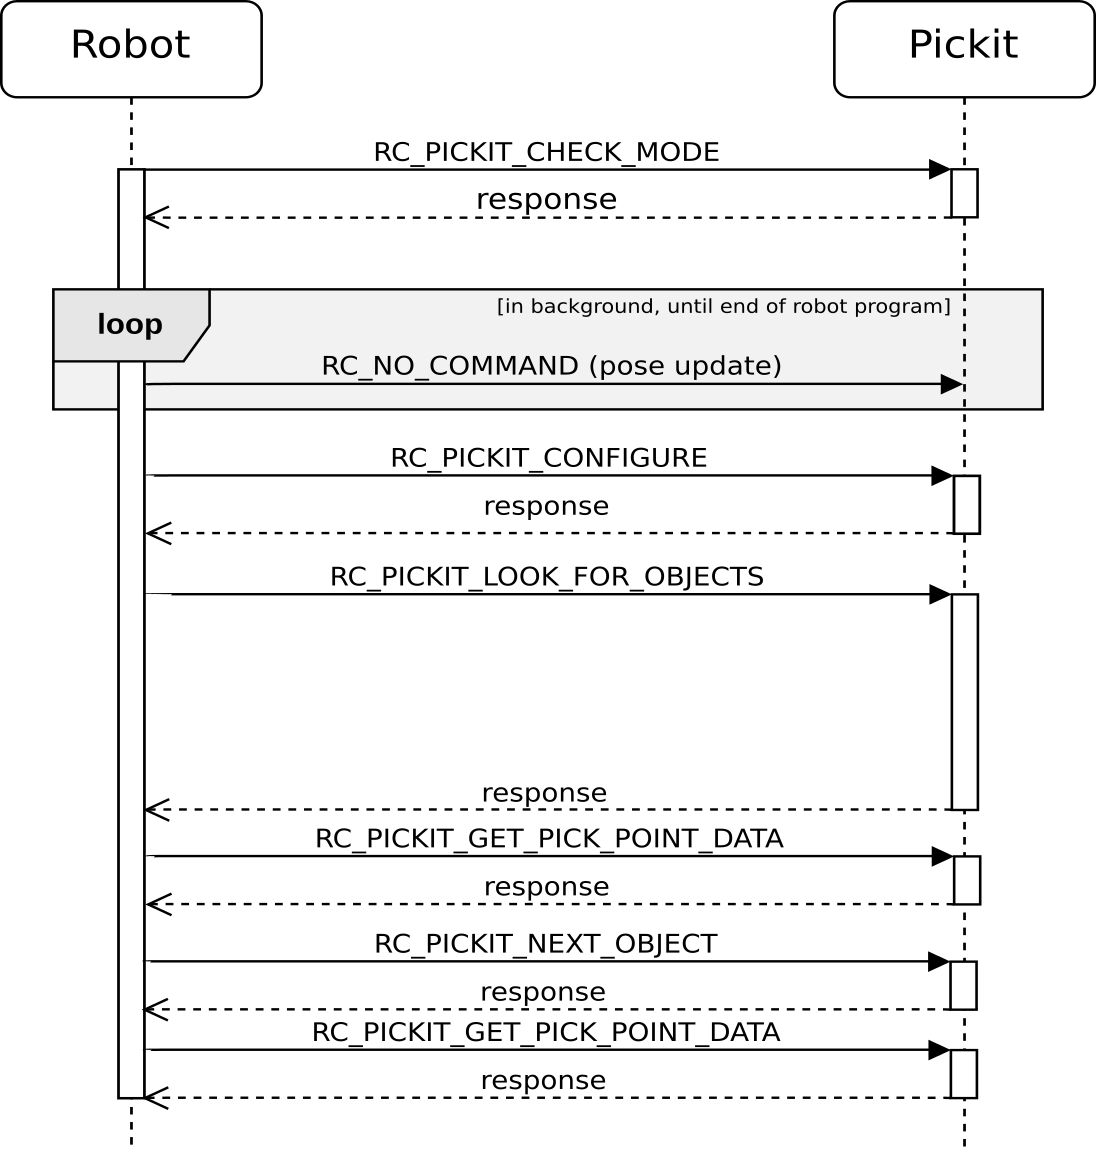 Robot
Pickit
RC_PICKIT_CHECK_MODE
response
loop
[in background, until end of robot program]
RC_NO_COMMAND (pose update)
RC_PICKIT_CONFIGURE
response
RC_PICKIT_LOOK_FOR_OBJECTS
response
RC_PICKIT_GET_PICK_POINT_DATA
response
RC_PICKIT_NEXT_OBJECT
response
RC_PICKIT_GET_PICK_POINT_DATA
response